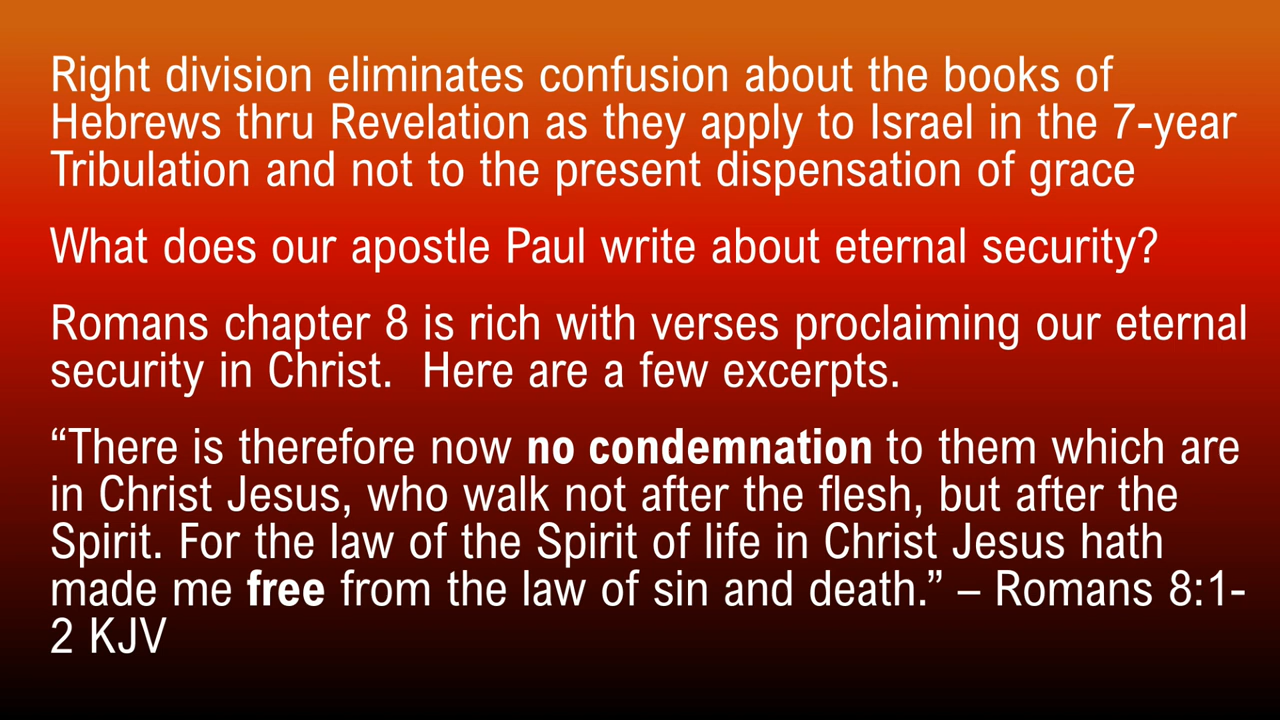 Right division eliminates confusion about the books of
Hebrews thru Revelation as they apply to Israel in the 7-year
Tribulation and not to the present dispensation of grace
What does our apostle Paul write about eternal security?
Romans chapter 8 is rich with verses proclaiming our eternal
security in Christ.  Here are a few excerpts.
“There is therefore now no condemnation to them which are
in Christ Jesus, who walk not after the flesh, but after the
Spirit. For the law of the Spirit of life in Christ Jesus hath
made me free from the law of sin and death.” – Romans 8:1-
2 KJV